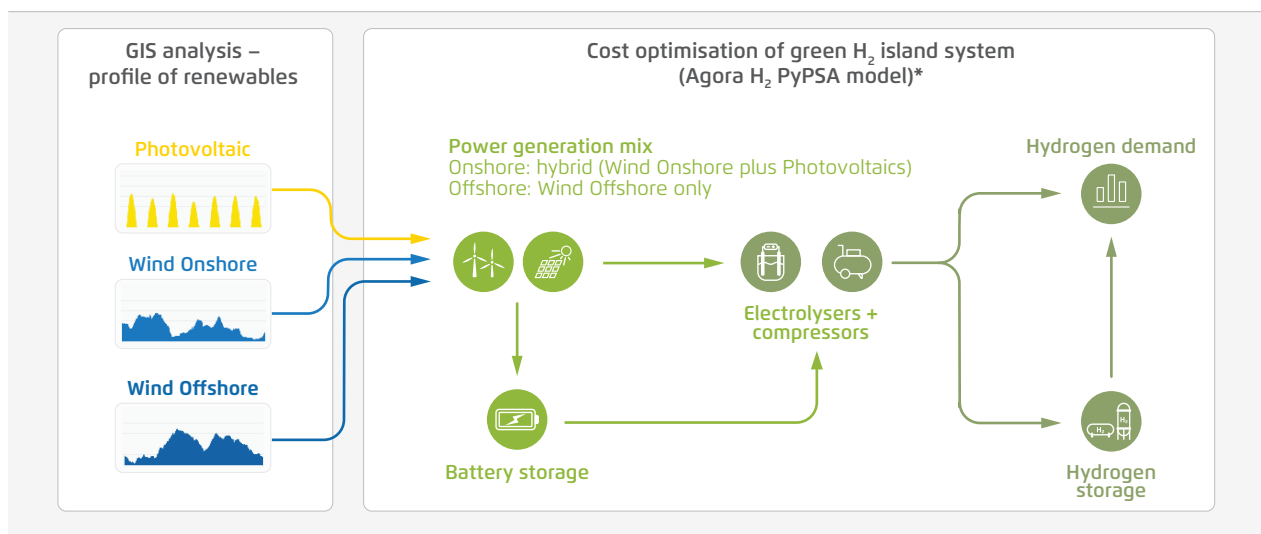 GIS analysis –
profile of renewables
Photovoltaic
Wind Onshore
Wind Offshore
Cost optimisation of green H₂ island system
(Agora H₂ PyPSA model)*
Power generation mix
Onshore: hybrid (Wind Onshore plus Photovoltaics)
Offshore: Wind Offshore only
Electrolysers +
compressors
Battery storage
Hydrogen demand
H₂
H₂
Hydrogen
storage